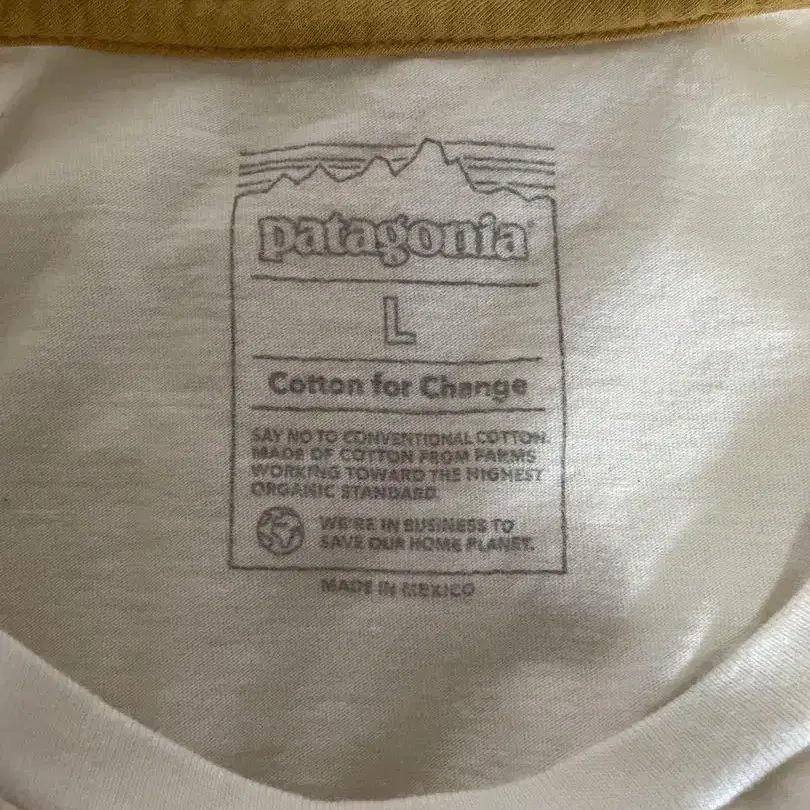 patagonia®
L
Cotton for Change
SAY NO TO CONVENTIONAL COTTON.
MADE OF COTTON FROM FARMS
WORKING TOWARD THE HIGHEST
ORGANIC STANDARD.
WE'RE IN BUSINESS TO
SAVE OUR HOME PLANET.
MADE IN MEXICO